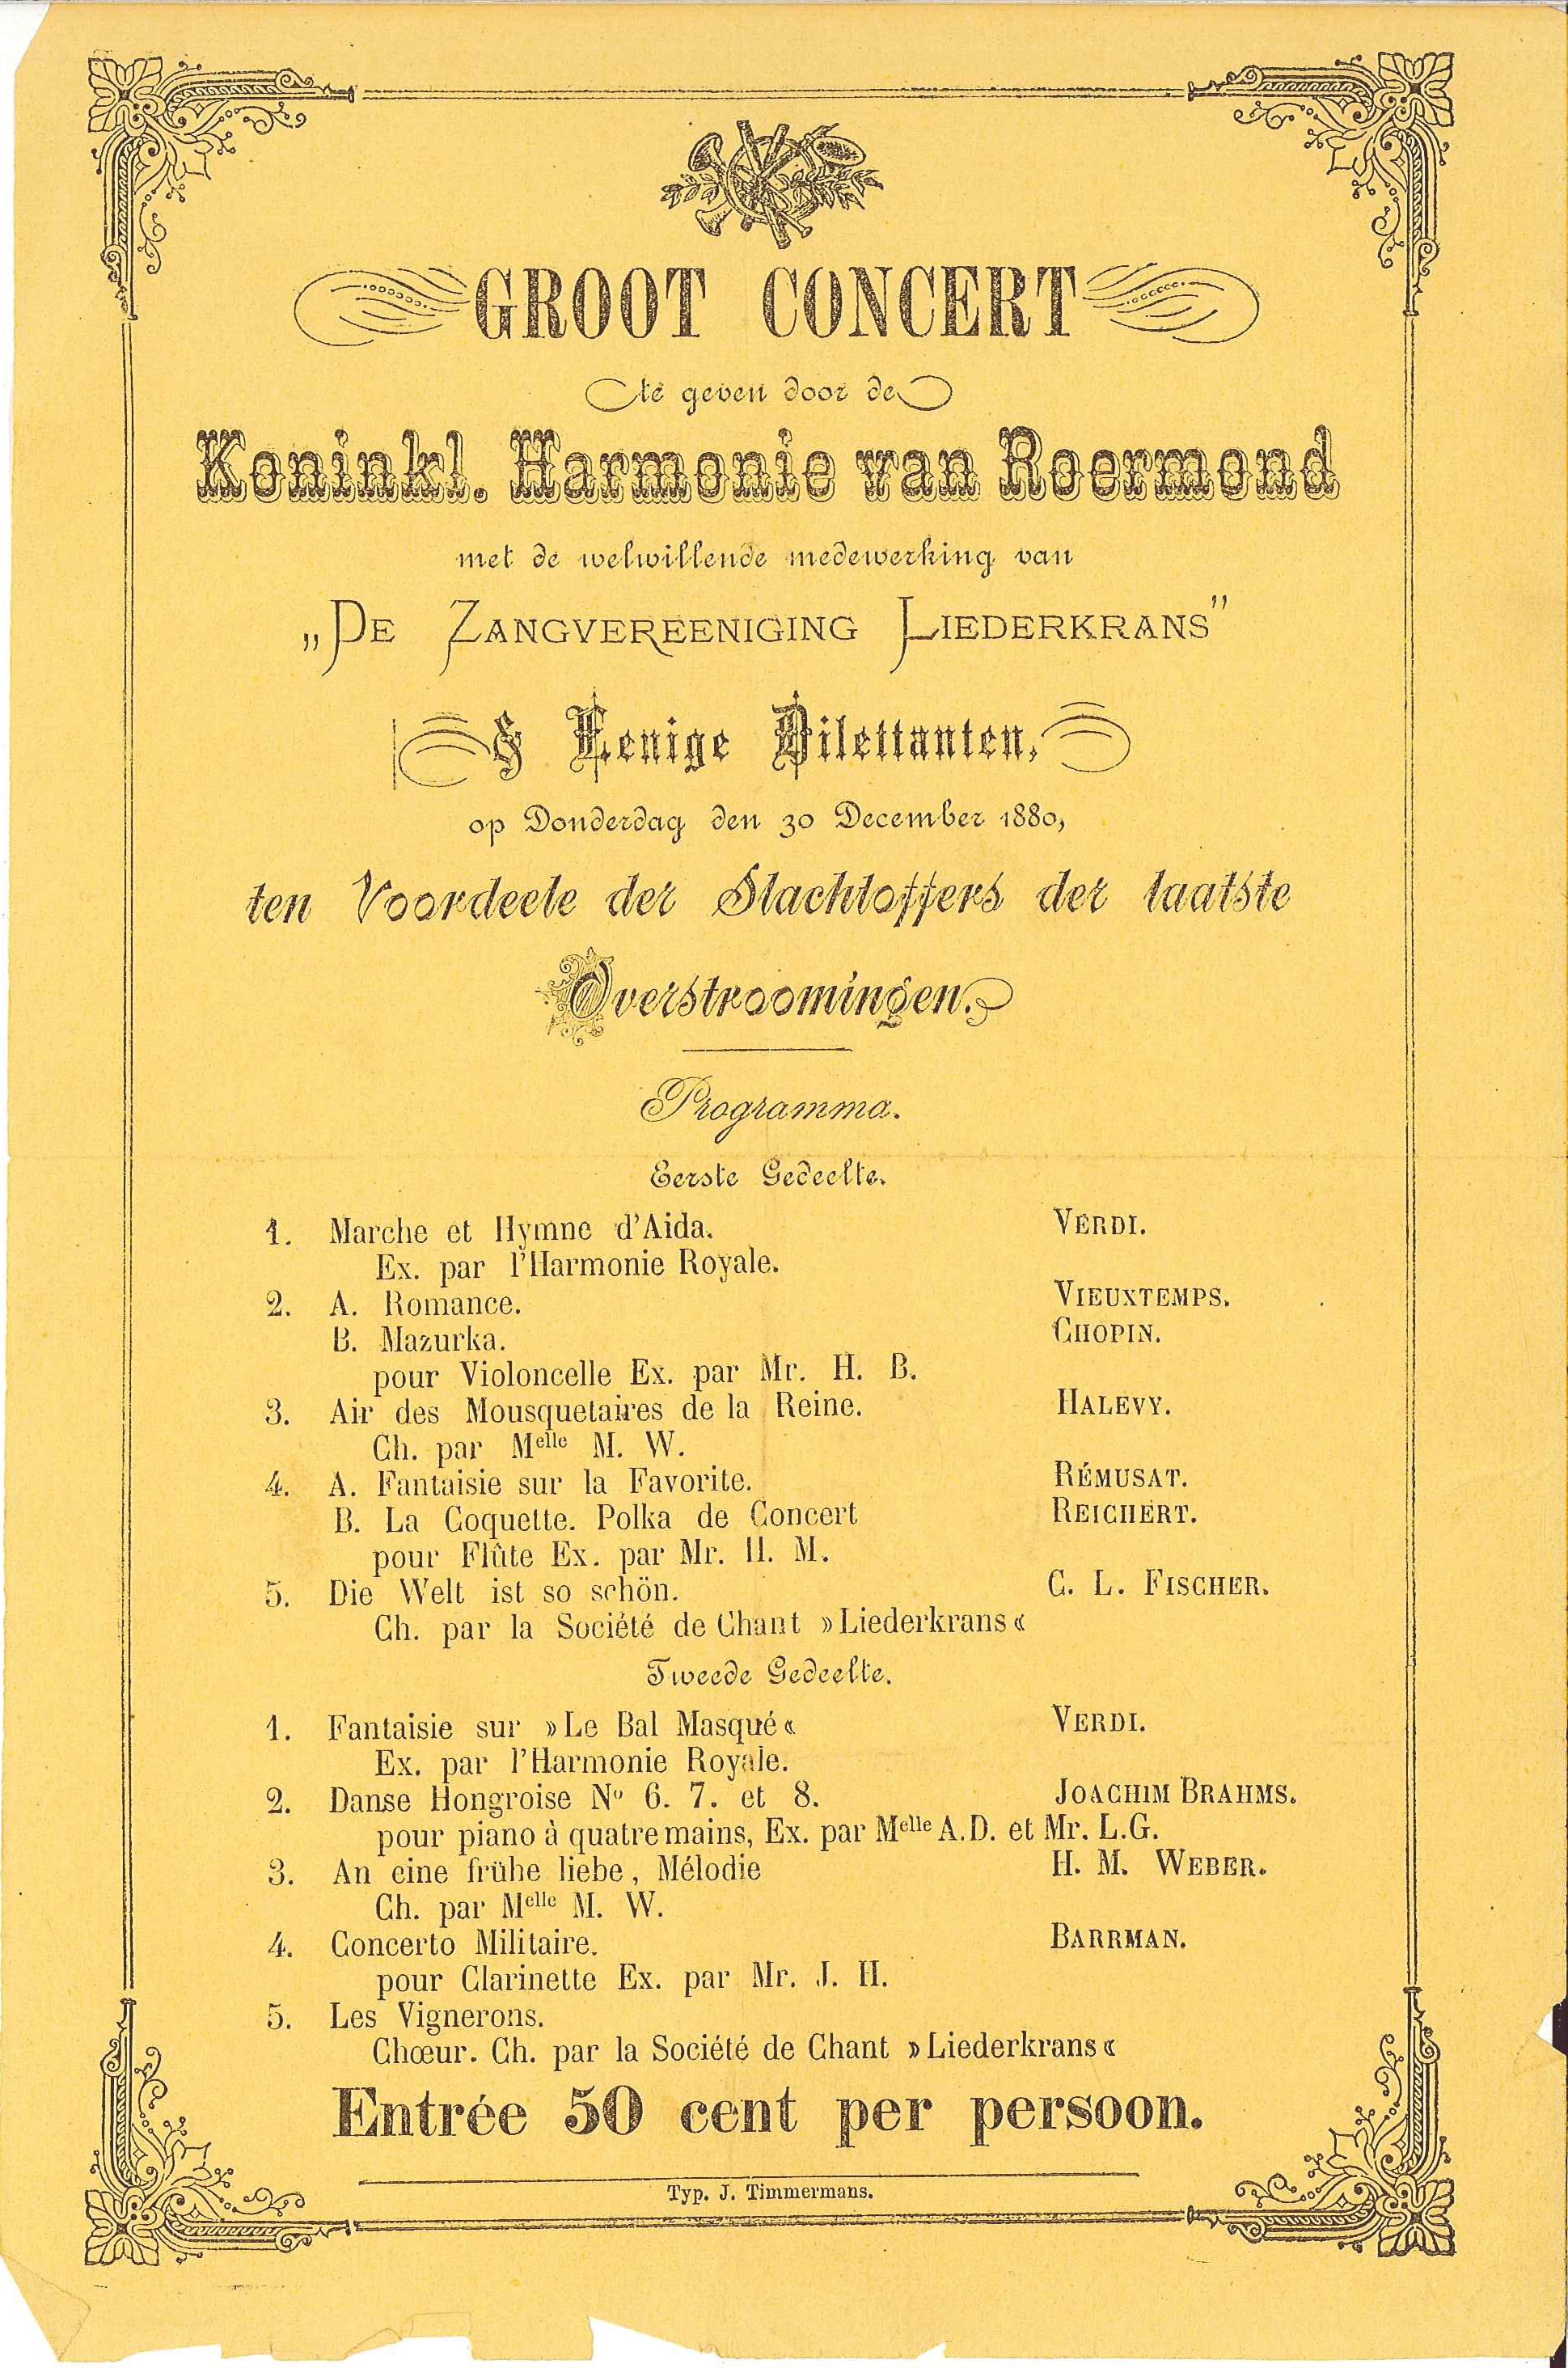 GROOT CONCERT
te geven door de
Koninkl. Harmonie van Roermond
met de welwillende medewerking van
„De Zangvereeniging Liederkrans”
& Eenige Dilettanten,
op Donderdag den 30 December 1880,
ten Voordeele der Slachtoffers der laatste
Overstroomingen.
Programma.
Eerste Gedeelte.
1. Marche et Hymne d'Aida. VERDI.
Ex. par l'Harmonie Royale.
2. A. Romance. VIEUXTEMPS.
B. Mazurka. CHOPIN.
pour Violoncelle Ex. par Mr. H. B.
3. Air des Mousquetaires de la Reine. HALÉVY.
Ch. par Melle M. W.
4. A. Fantaisie sur la Favorite. RÉMUSAT.
B. La Coquette. Polka de Concert REICHERT.
pour Flûte Ex. par Mr. H. M.
5. Die Welt ist so schön. C. L. FISCHER.
Ch. par la Société de Chant »Liederkrans«
Tweede Gedeelte.
1. Fantaisie sur »Le Bal Masqué« VERDI.
Ex. par l'Harmonie Royale.
2. Danse Hongroise No 6. 7. et 8. JOACHIM BRAHMS.
pour piano à quatre mains, Ex. par Melle A.D. et Mr. L.G.
3. An eine frühe liebe, Mélodie H. M. WEBER.
Ch. par Melle M. W.
4. Concerto Militaire. BARRMAN.
pour Clarinette Ex. par Mr. J. H.
5. Les Vignerons.
Chœur. Ch. par la Société de Chant »Liederkrans«
Entrée 50 cent per persoon.
Typ. J. Timmermans.